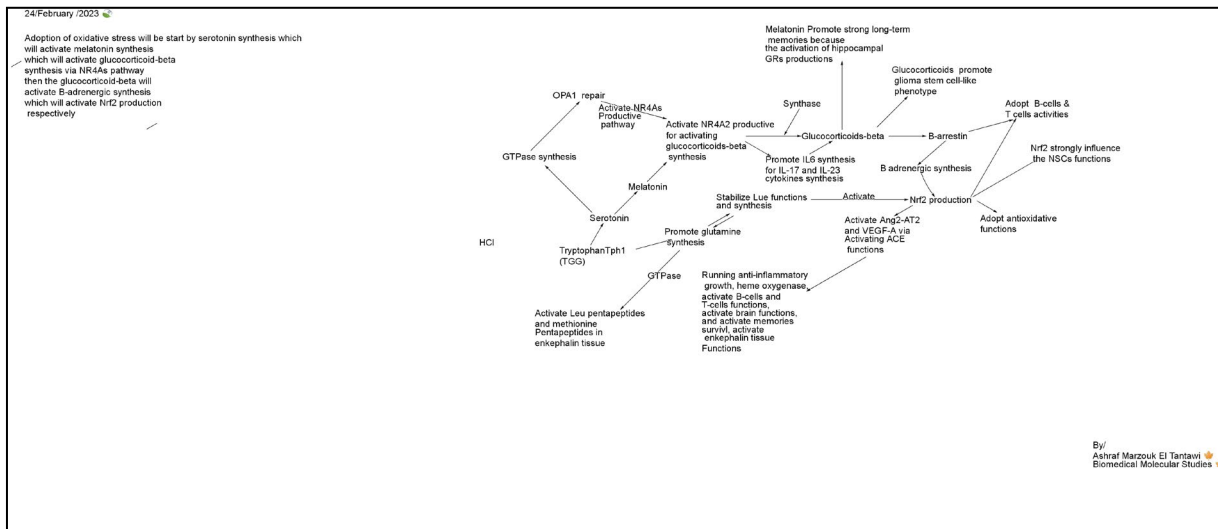 24/February /2023
Adoption of oxidative stress will be start by serotonin synthesis which
will activate melatonin synthesis
which will activate glucocorticoid-beta
synthesis via NR4As pathway
then the glucocorticoid-beta will
activate B-adrenergic synthesis
which will activate Nrf2 production
respectively
Melatonin Promote strong long-term
memories because
the activation of hippocampal
GRs productions
Glucocorticoids promote
glioma stem cell-like
phenotype
OPA1 repair
Activate NR4As
Productive
pathway
Synthase
Adopt B-cells &
T cells activities
Activate NR4A2 productive
for activating
glucocorticoids-beta
synthesis
Glucocorticoids-beta
B-arrestin
GTPase synthesis
Promote IL6 synthesis
for IL-17 and IL-23
cytokines synthesis
B adrenergic synthesis
Nrf2 strongly influence
the NSCs functions
Melatonin
Stabilize Lue functions
and synthesis
Activate
Nrf2 production
Serotonin
Promote glutamine
synthesis
Activate Ang2-AT2
and VEGF-A via
Activating ACE
functions
Adopt antioxidative
functions
HCl
TryptophanTph1
(TGG)
GTPase
Running anti-inflammatory
growth, heme oxygenase,
activate B-cells and
T-cells functions,
activate brain functions,
and activate memories
survivl, activate
enkephalin tissue
Functions
Activate Leu pentapeptides
and methionine
Pentapeptides in
enkephalin tissue
By/
Ashraf Marzouk El Tantawi
Biomedical Molecular Studies